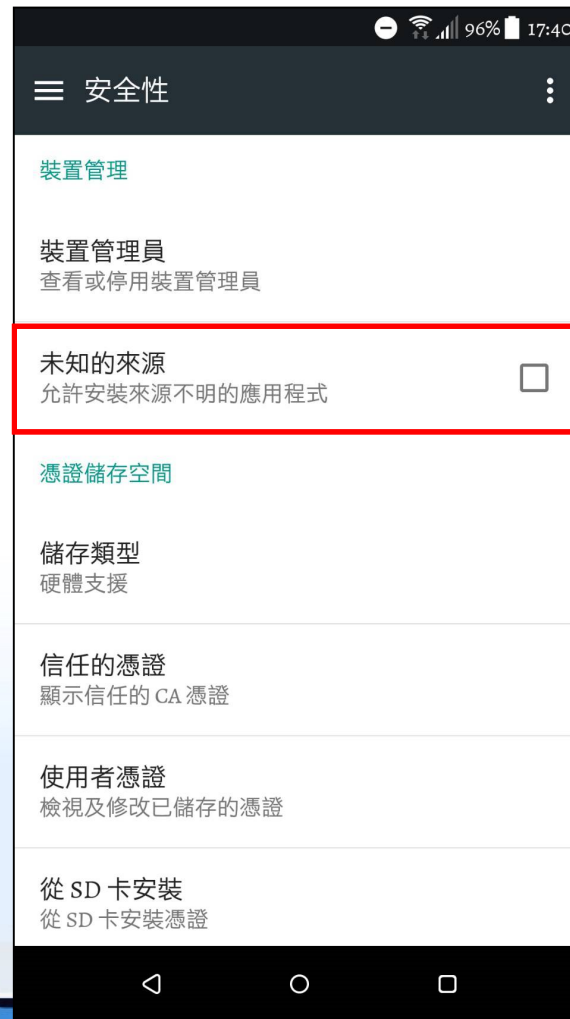 96% 17:40
安全性
裝置管理
裝置管理員
查看或停用裝置管理員
未知的來源
允許安裝來源不明的應用程式
憑證儲存空間
儲存類型
硬體支援
信任的憑證
顯示信任的 CA 憑證
使用者憑證
檢視及修改已儲存的憑證
從 SD 卡安裝
從 SD 卡安裝憑證